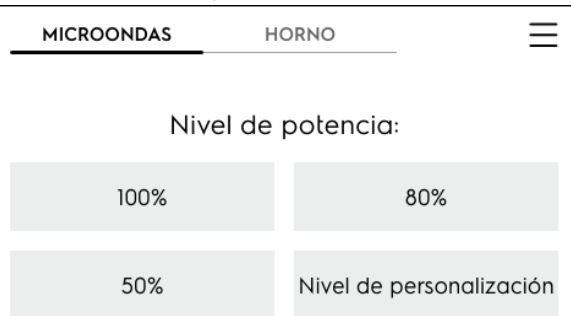 MICROONDAS HORNO
Nivel de potencia:
100% 80%
50% Nivel de personalización